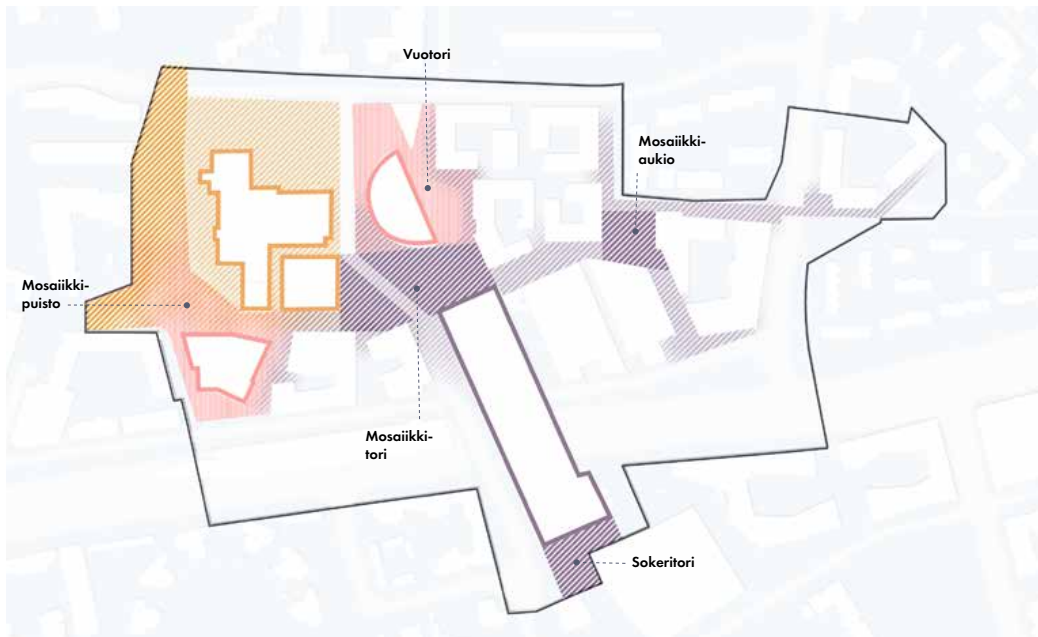 Vuotori
Mosaiikki-
aukio
Mosaiikki-
puisto
Mosaiikki-
tori
Sokeritori